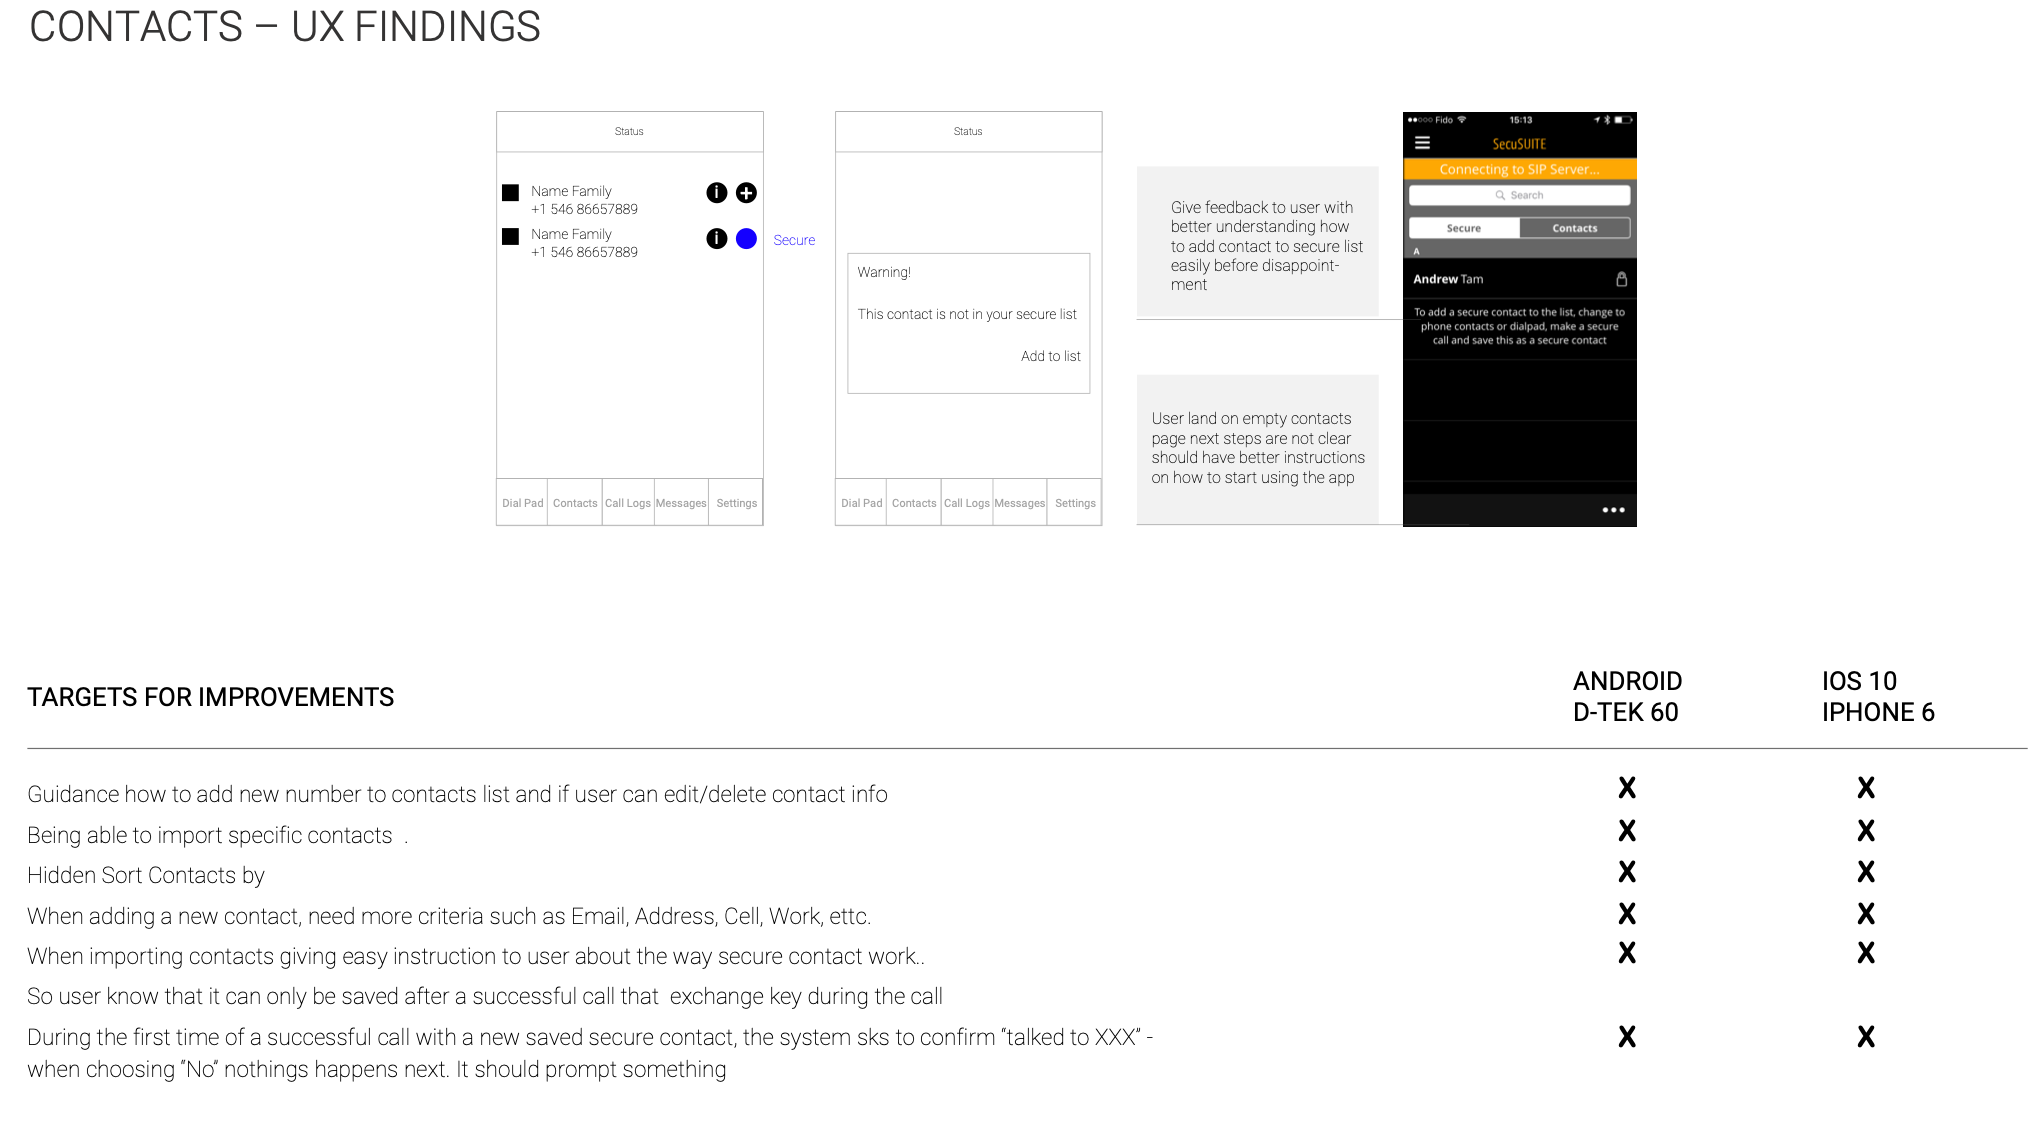 CONTACTS – UX FINDINGS
Status
Name Family
+1 546 86657889
Name Family
+1 546 86657889
Secure
Dial Pad
Contacts
Call Logs
Messages
Settings
Status
Warning!
This contact is not in your secure list
Add to list
Dial Pad
Contacts
Call Logs
Messages
Settings
Give feedback to user with
better understanding how
to add contact to secure list
easily before disappoint-
ment
User land on empty contacts
page next steps are not clear
should have better instructions
on how to start using the app
Fido 15:13
SecuSUITE
Connecting to SIP Server...
Search
Secure
Contacts
A
Andrew Tam
To add a secure contact to the list, change to
phone contacts or dialpad, make a secure
call and save this as a secure contact
TARGETS FOR IMPROVEMENTS
ANDROID
D-TEK 60
IOS 10
IPHONE 6
Guidance how to add new number to contacts list and if user can edit/delete contact info X X
Being able to import specific contacts . X X
Hidden Sort Contacts by X X
When adding a new contact, need more criteria such as Email, Address, Cell, Work, ettc. X X
When importing contacts giving easy instruction to user about the way secure contact work.. X X
So user know that it can only be saved after a successful call that exchange key during the call
During the first time of a successful call with a new saved secure contact, the system sks to confirm “talked to XXX” - X X
when choosing “No” nothings happens next. It should prompt something